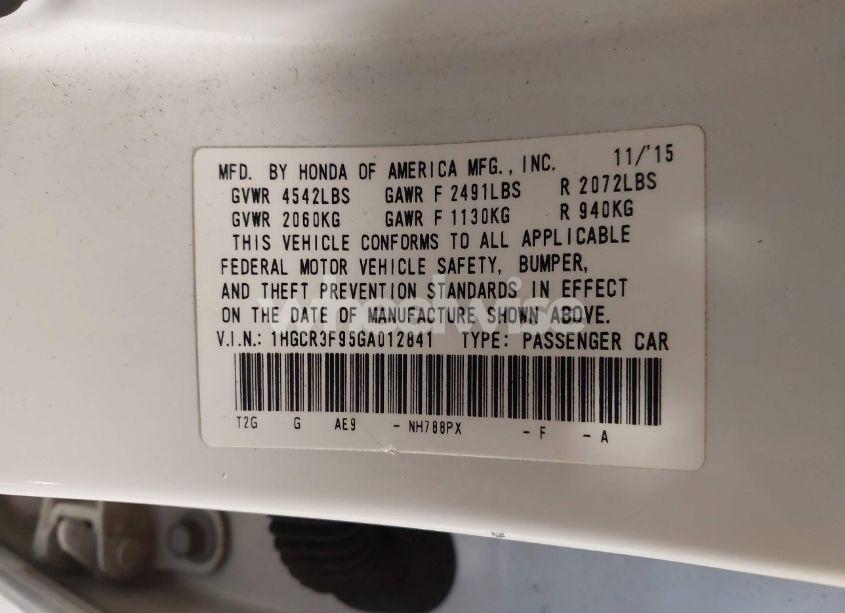 MFD. BY HONDA OF AMERICA MFG., INC. 11/'15
GVWR 4542LBS GAWR F 2491LBS R 2072LBS
GVWR 2060KG GAWR F 1130KG R 940KG
THIS VEHICLE CONFORMS TO ALL APPLICABLE
FEDERAL MOTOR VEHICLE SAFETY, BUMPER,
AND THEFT PREVENTION STANDARDS IN EFFECT
wheelwise
ON THE DATE OF MANUFACTURE SHOWN ABOVE.
V.I.N.: 1HGCR3F95GA012841 TYPE: PASSENGER CAR
T2G G AE9 - NH788PX - F - A